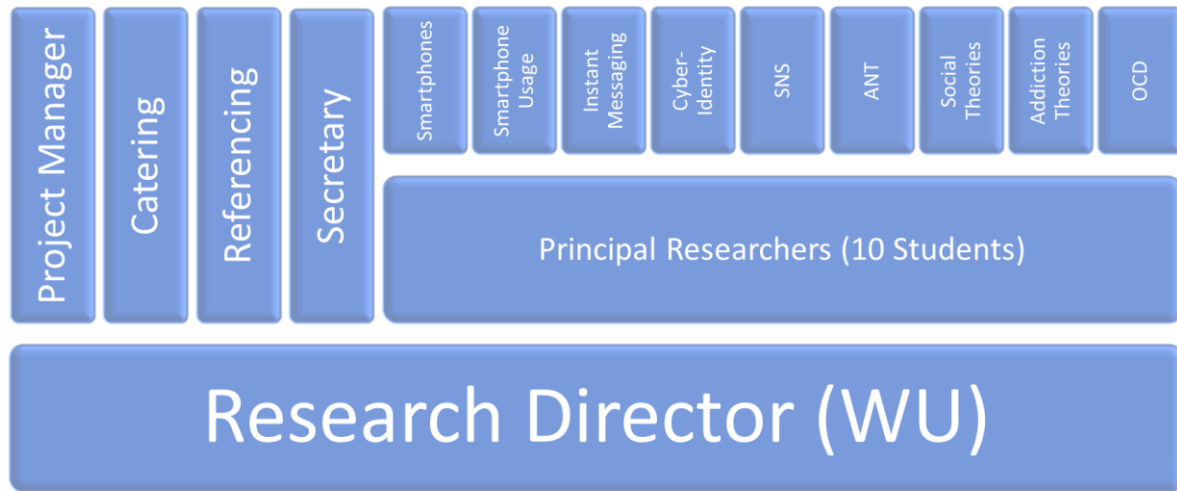 Project Manager
Catering
Referencing
Secretary
Smartphones
Smartphone
Usage
Instant
Messaging
Cyber-
Identity
SNS
ANT
Social
Theories
Addiction
Theories
OCD
Principal Researchers (10 Students)
Research Director (WU)